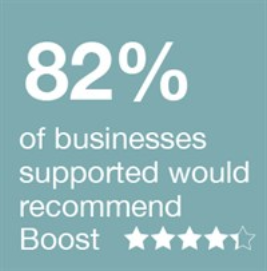 82%
of businesses
supported would
recommend
Boost